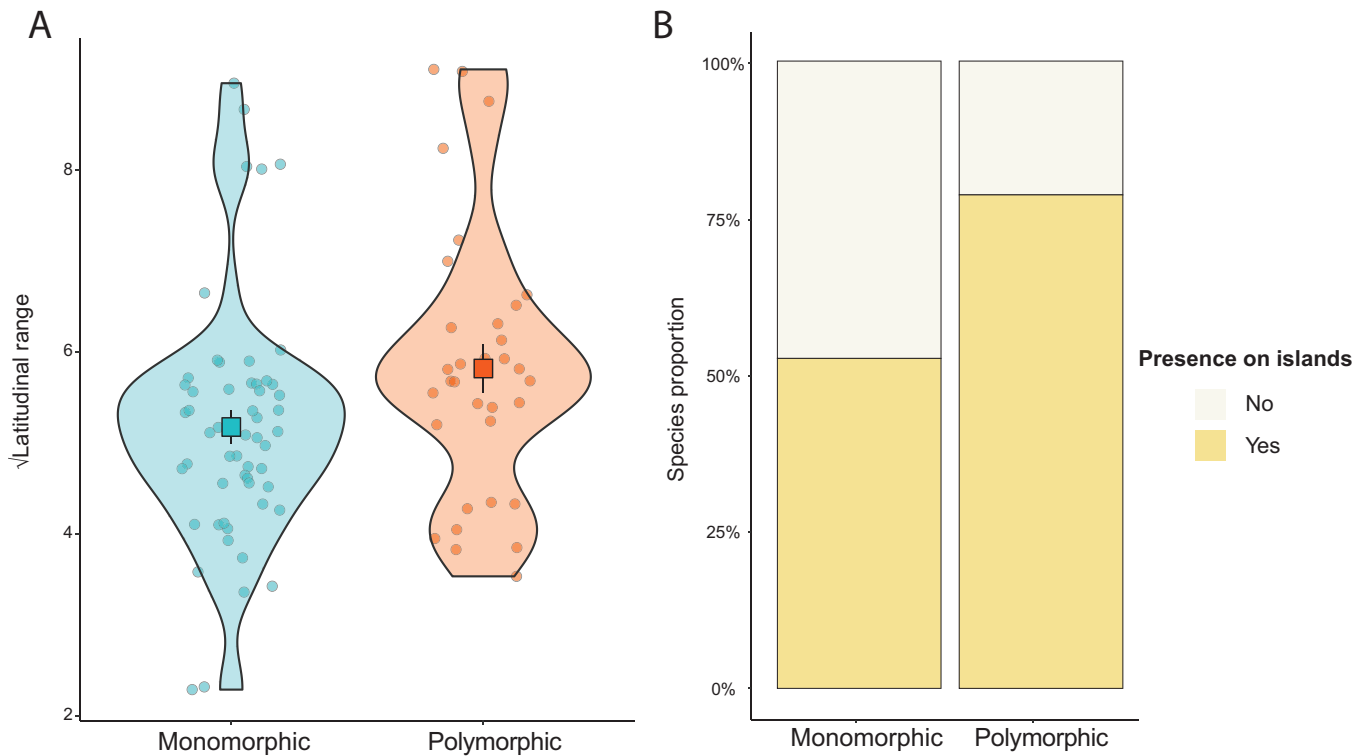 A
√Latitudinal range
8
6
4
2
Monomorphic
Polymorphic
B
Species proportion
100%
75%
50%
25%
0%
Monomorphic
Polymorphic
Presence on islands
No
Yes